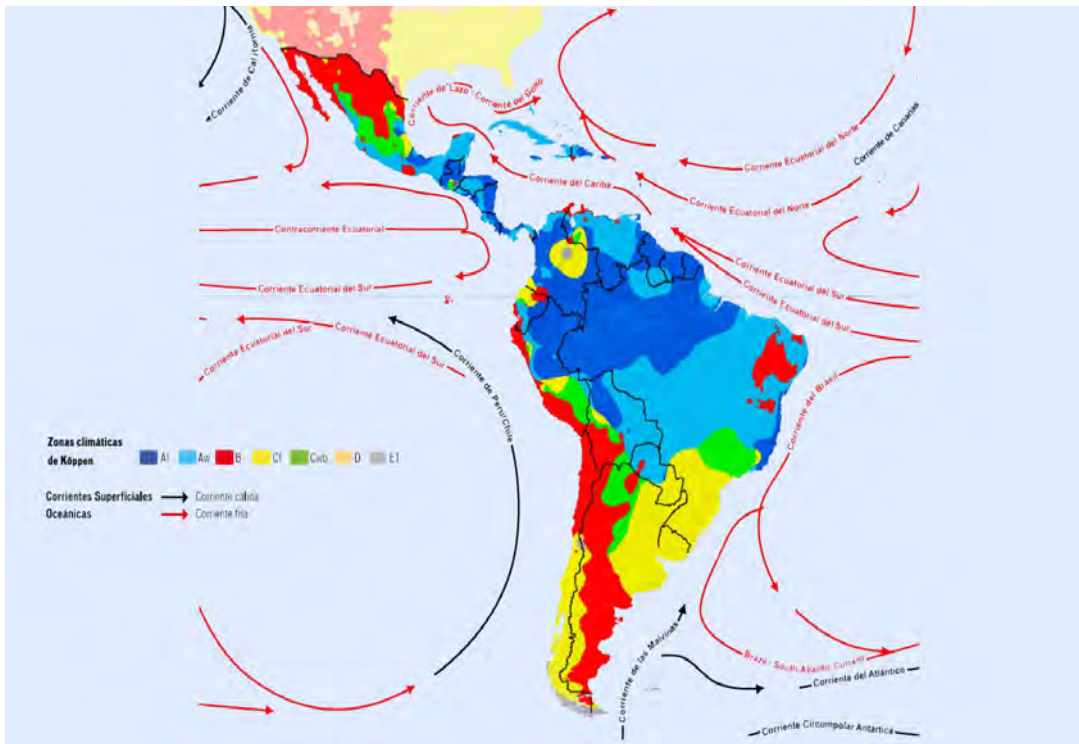 Corriente de California
Corriente de Lazo - Corriente del Golfo
Corriente Ecuatorial del Norte
Corriente de Canarias
Corriente del Caribe
Corriente Ecuatorial del Norte
Contracorriente Ecuatorial
Corriente Ecuatorial del Sur
Corriente Ecuatorial del Sur
Corriente Ecuatorial del Sur
Corriente Ecuatorial del Sur
Corriente Ecuatorial del Sur
Corriente de Perú/Chile
Corriente del Brasil
Zonas climáticas
de Köppen
Af Aw B Cf Cwb D ET
Corrientes Superficiales
Oceánicas
Corriente cálida
Corriente fría
Corriente de las Malvinas
Brazil - South Atlantic Current
Corriente del Atlántico
Corriente Circumpolar Antártica